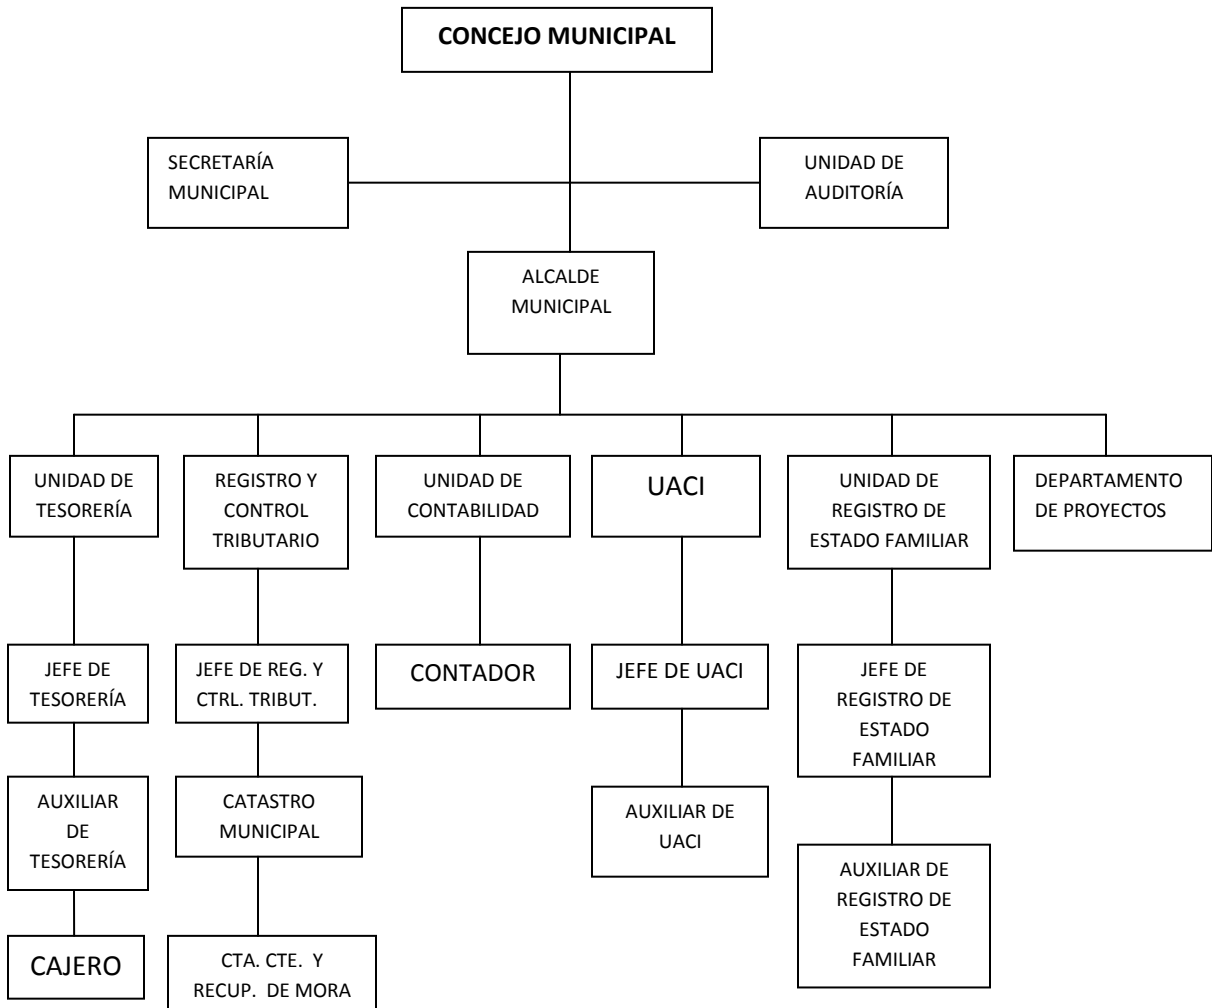 CONCEJO MUNICIPAL
SECRETARÍA
MUNICIPAL
UNIDAD DE
AUDITORÍA
ALCALDE
MUNICIPAL
UNIDAD DE
TESORERÍA
REGISTRO Y
CONTROL
TRIBUTARIO
UNIDAD DE
CONTABILIDAD
UACI
UNIDAD DE
REGISTRO DE
ESTADO FAMILIAR
DEPARTAMENTO
DE PROYECTOS
JEFE DE
TESORERÍA
JEFE DE REG. Y
CTRL. TRIBUT.
CONTADOR
JEFE DE UACI
JEFE DE
REGISTRO DE
ESTADO
FAMILIAR
AUXILIAR
DE
TESORERÍA
CATASTRO
MUNICIPAL
AUXILIAR DE
UACI
AUXILIAR DE
REGISTRO DE
ESTADO
FAMILIAR
CAJERO
CTA. CTE. Y
RECUP. DE MORA